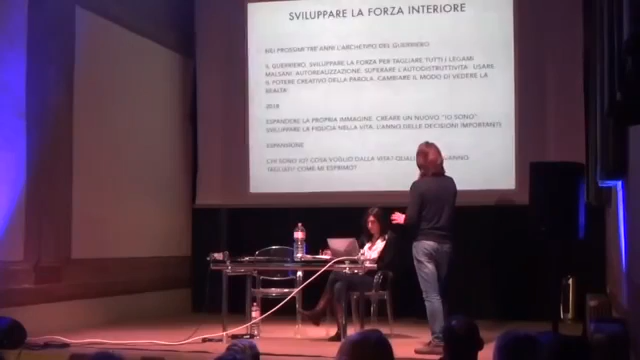 SVILUPPARE LA FORZA INTERIORE
NEI PROSSIMI TRE ANNI L'ARCHETIPO DEL GUERRIERO
IL GUERRIERO. SVILUPPARE LA FORZA PER TAGLIARE TUTTI I LEGAMI
MALSANI. AUTOREALIZZAZIONE. SUPERARE L'AUTODISTRUTTIVITA'. USARE
IL POTERE CREATIVO DELLA PAROLA. CAMBIARE IL MODO DI VEDERE LA
REALTA'
2018
ESPANDERE LA PROPRIA IMMAGINE. CREARE UN NUOVO "IO SONO".
SVILUPPARE LA FIDUCIA NELLA VITA. L'ANNO DELLE DECISIONI IMPORTANTI
ESPANSIONE
CHI SONO IO? COSA VOGLIO DALLA VITA? VANNO
TAGLIATI? COME MI ESPRIMO?